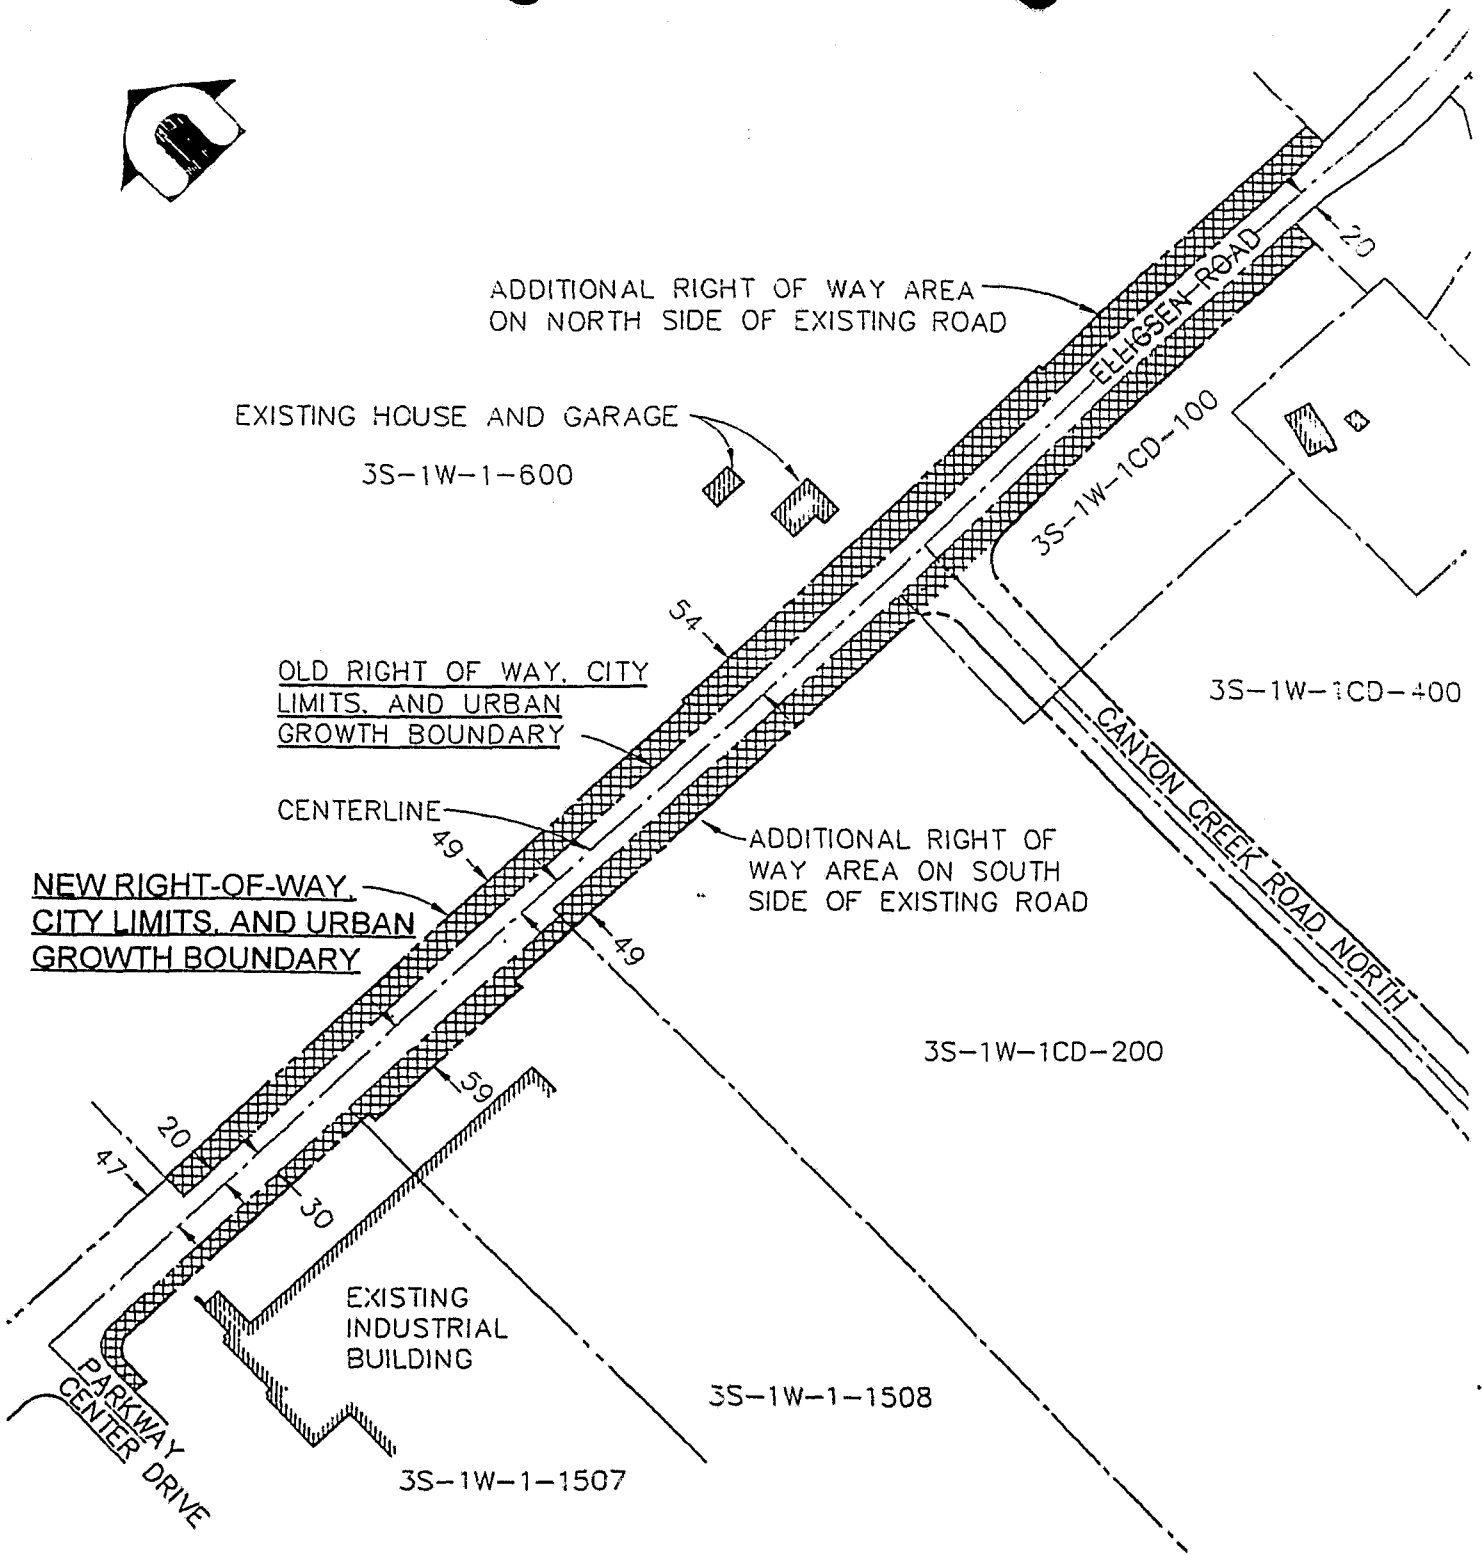 ADDITIONAL RIGHT OF WAY AREA
ON NORTH SIDE OF EXISTING ROAD
ELLIGSEN ROAD
20
EXISTING HOUSE AND GARAGE
3S-1W-1-600
3S-1W-1CD-100
54
OLD RIGHT OF WAY, CITY
LIMITS, AND URBAN
GROWTH BOUNDARY
3S-1W-1CD-400
CANYON CREEK ROAD NORTH
CENTERLINE
49
ADDITIONAL RIGHT OF
WAY AREA ON SOUTH
SIDE OF EXISTING ROAD
NEW RIGHT-OF-WAY,
CITY LIMITS, AND URBAN
GROWTH BOUNDARY
49
3S-1W-1CD-200
59
20
47
30
EXISTING
INDUSTRIAL
BUILDING
PARKWAY
CENTER DRIVE
3S-1W-1-1508
3S-1W-1-1507